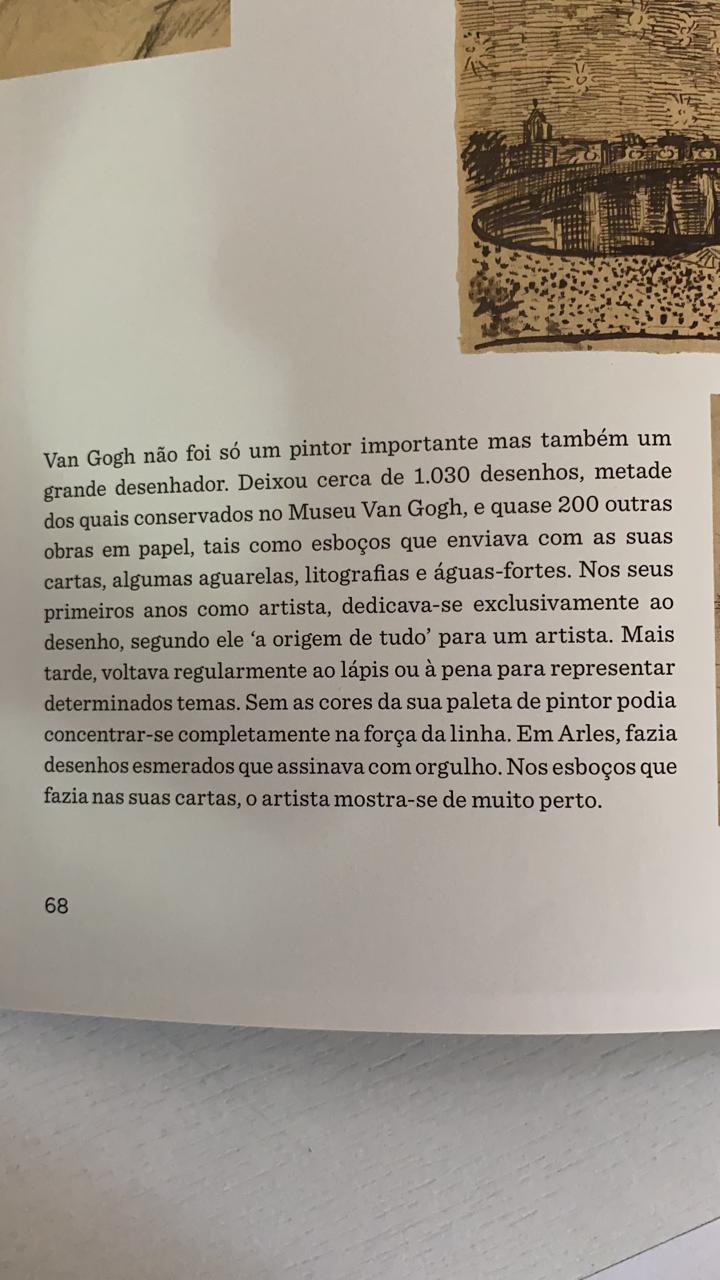 Van Gogh não foi só um pintor importante mas também um
grande desenhador. Deixou cerca de 1.030 desenhos, metade
dos quais conservados no Museu Van Gogh, e quase 200 outras
obras em papel, tais como esboços que enviava com as suas
cartas, algumas aguarelas, litografias e águas-fortes. Nos seus
primeiros anos como artista, dedicava-se exclusivamente ao
desenho, segundo ele ‘a origem de tudo’ para um artista. Mais
tarde, voltava regularmente ao lápis ou à pena para representar
determinados temas. Sem as cores da sua paleta de pintor podia
concentrar-se completamente na força da linha. Em Arles, fazia
desenhos esmerados que assinava com orgulho. Nos esboços que
fazia nas suas cartas, o artista mostra-se de muito perto.
68